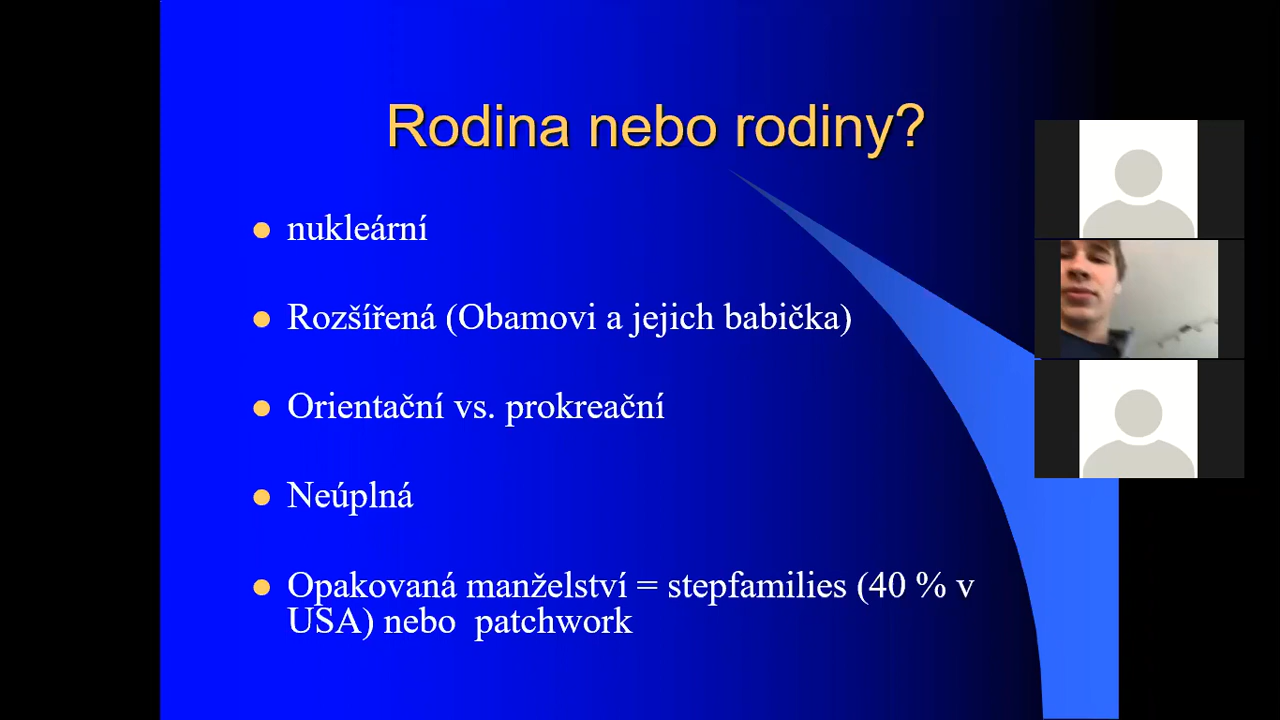 Rodina nebo rodiny?
nukleární
Rozšířená (Obamovi a jejich babička)
Orientační vs. prokreační
Neúplná
Opakovaná manželství = stepfamilies (40 % v
USA) nebo  patchwork